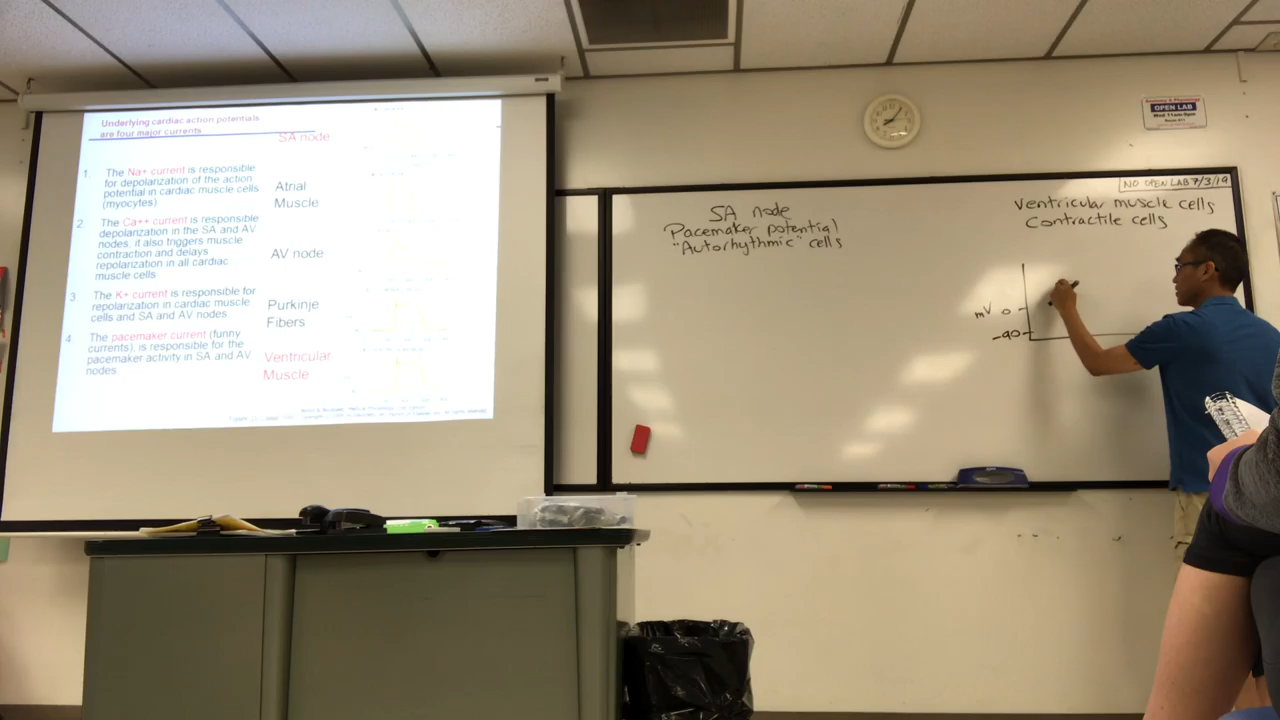 Underlying cardiac action potentials
are four major currents
SA node
1. The Na+ current is responsible
for depolarization of the action
potential in cardiac muscle cells
(myocytes)
2. The Ca++ current is responsible
depolarization in the SA and AV
nodes; it also triggers muscle
contraction and delays
repolarization in all cardiac
muscle cells
3. The K+ current is responsible for
repolarization in cardiac muscle
cells and SA and AV nodes
4. The pacemaker current (funny
currents), is responsible for the
pacemaker activity in SA and AV
nodes
Atrial
Muscle
AV node
Purkinje
Fibers
Ventricular
Muscle
SA node
Pacemaker potential
"Autorhythmic" cells
Ventricular muscle cells
Contractile cells
mV 0
-90
NO OPEN LAB 7/3/19
Anatomy & Physiology
OPEN LAB
Wed 11am-5pm